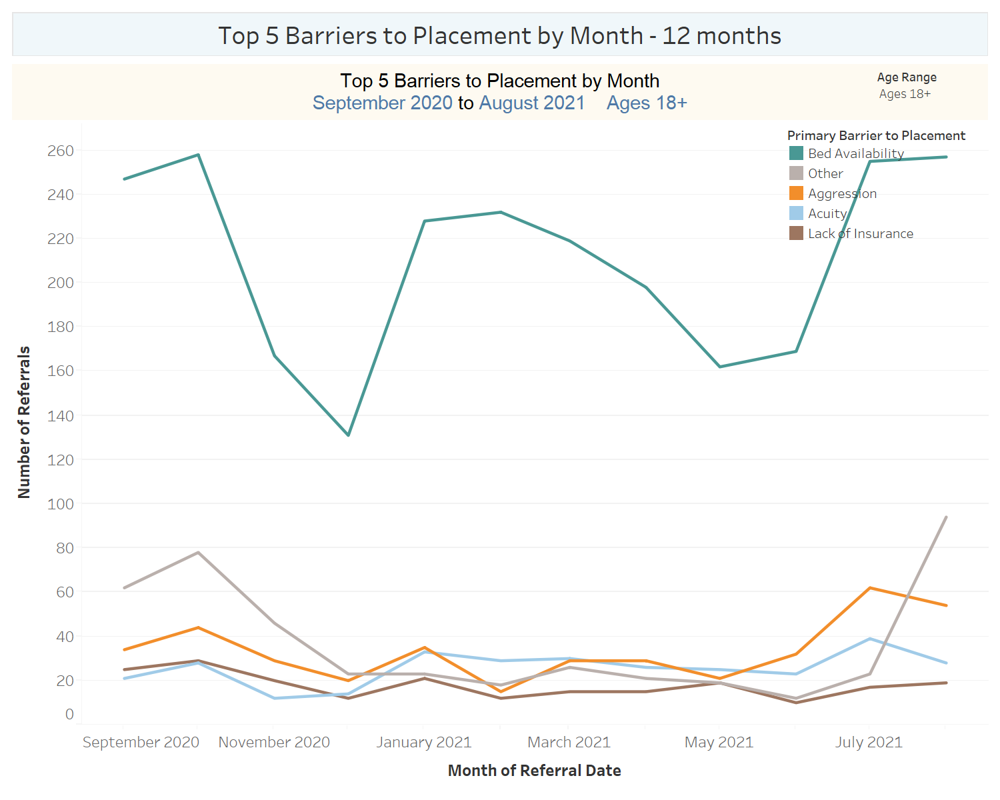 Top 5 Barriers to Placement by Month - 12 months
Top 5 Barriers to Placement by Month
September 2020 to August 2021 Ages 18+
Age Range
Ages 18+
Primary Barrier to Placement
Bed Availability
Other
Aggression
Acuity
Lack of Insurance
Number of Referrals
260
240
220
200
180
160
140
120
100
80
60
40
20
0
September 2020 November 2020 January 2021 March 2021 May 2021 July 2021
Month of Referral Date